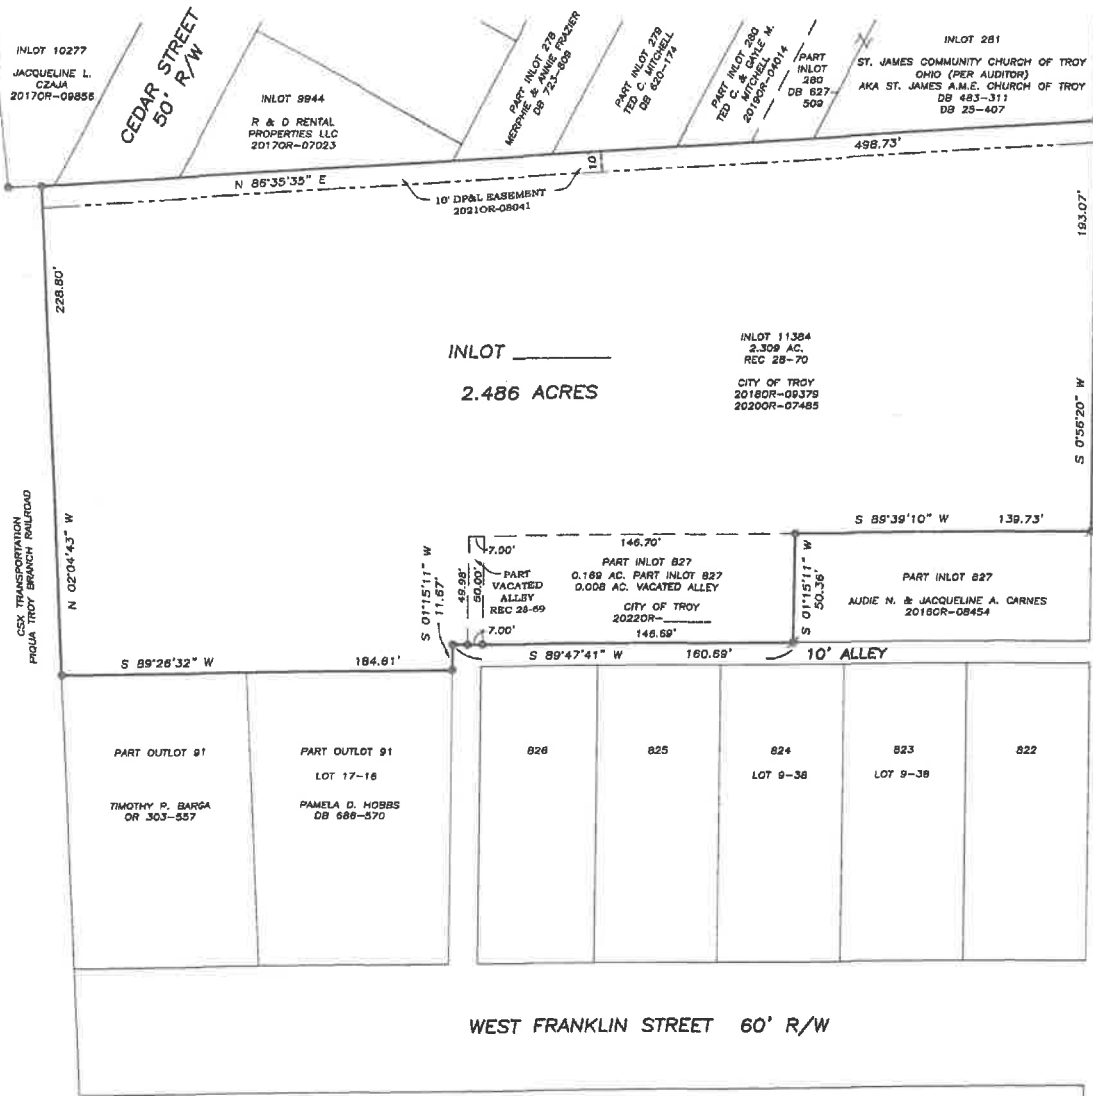 INLOT 10277
JACQUELINE L.
CZAJA
2017OR-09856
CEDAR STREET
50' R/W
INLOT 9944
R & D RENTAL
PROPERTIES LLC
2017OR-07023
PART INLOT 278
MERPHIE & ANNIE FRAZIER
DB 723-809
PART INLOT 279
TED C. MITCHELL
DB 620-174
PART INLOT 280
TED C. & GAYLE M.
MITCHELL
2019OR-04014
PART
INLOT
280
DB 627-
509
INLOT 281
ST. JAMES COMMUNITY CHURCH OF TROY
OHIO (PER AUDITOR)
AKA ST. JAMES A.M.E. CHURCH OF TROY
DB 483-311
DB 25-407
N 86°35'35" E
498.73'
10'
10' DP&L EASEMENT
2021OR-08041
228.80'
193.07'
INLOT ________
2.486 ACRES
INLOT 11384
2.309 AC.
REC 28-70
CITY OF TROY
2018OR-09379
2020OR-07485
S 0°56'20" W
CSX TRANSPORTATION
PIQUA TROY BRANCH RAILROAD
N 02°04'43" W
S 89°39'10" W 139.73'
S 01°15'11" W
11.67'
49.98'
50.00'
7.00'
PART
VACATED
ALLEY
REC 28-69
7.00'
146.70'
PART INLOT 827
0.169 AC. PART INLOT 827
0.008 AC. VACATED ALLEY
CITY OF TROY
2022OR-______
146.69'
S 01°15'11" W
50.36'
PART INLOT 827
AUDIE N. & JACQUELINE A. CARNES
2016OR-08454
S 89°26'32" W 184.61'
S 89°47'41" W 160.69'
10' ALLEY
PART OUTLOT 91
TIMOTHY P. BARGA
OR 303-557
PART OUTLOT 91
LOT 17-18
PAMELA D. HOBBS
DB 688-570
826
825
824
LOT 9-38
823
LOT 9-38
822
WEST FRANKLIN STREET 60' R/W